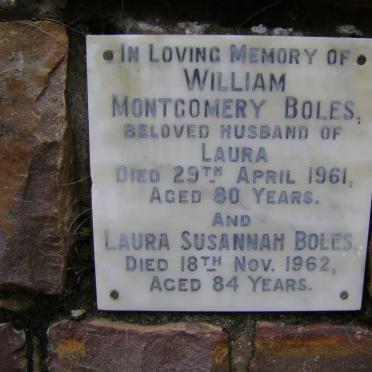 In Loving Memory of
WILLIAM
MONTGOMERY BOLES,
BELOVED HUSBAND OF
LAURA
DIED 29TH APRIL 1961,
AGED 80 YEARS.
AND
LAURA SUSANNAH BOLES,
DIED 18TH NOV. 1962,
AGED 84 YEARS.